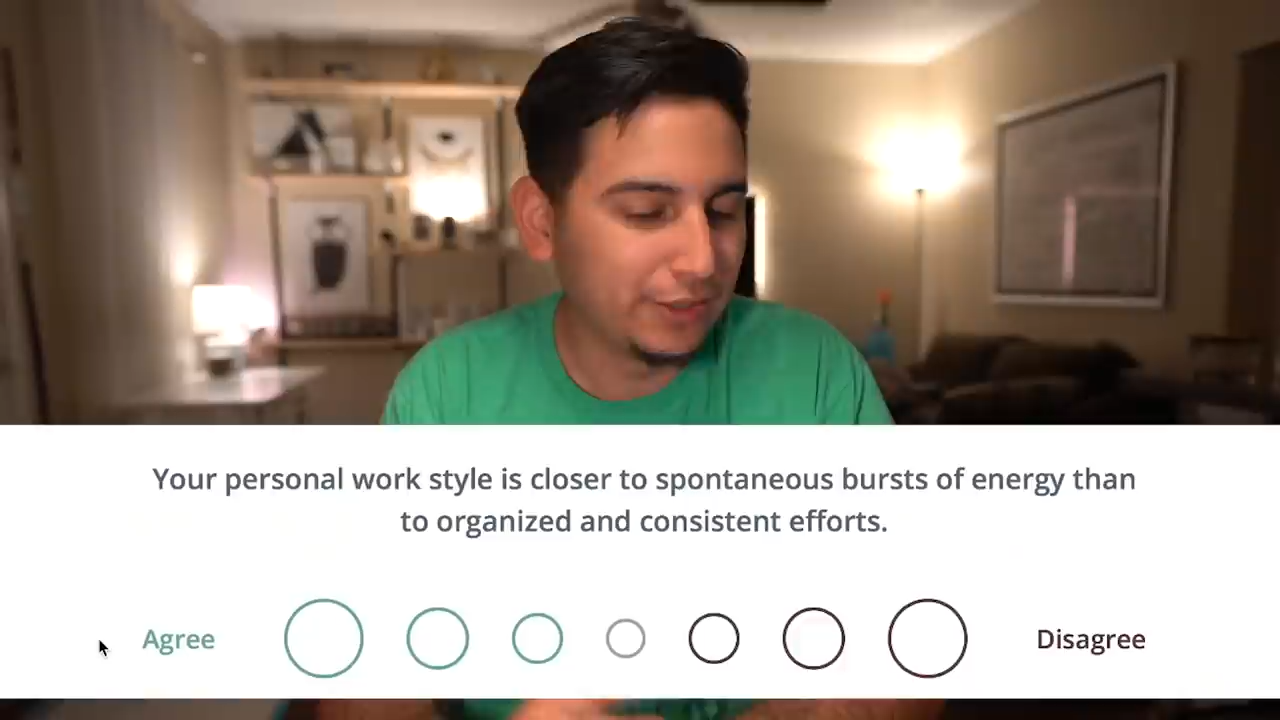 Your personal work style is closer to spontaneous bursts of energy than
to organized and consistent efforts.
Agree
Disagree